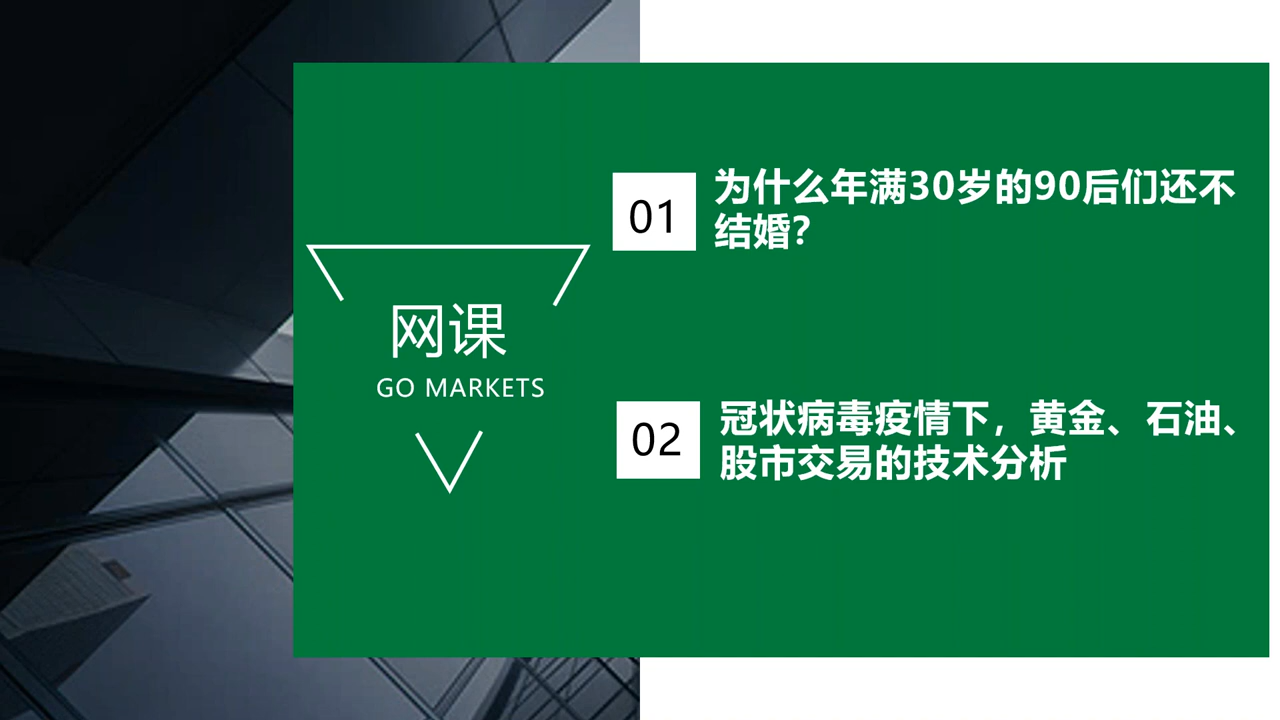 网课
GO MARKETS
01
为什么年满30岁的90后们还不
结婚？
02
冠状病毒疫情下，黄金、石油、
股市交易的技术分析